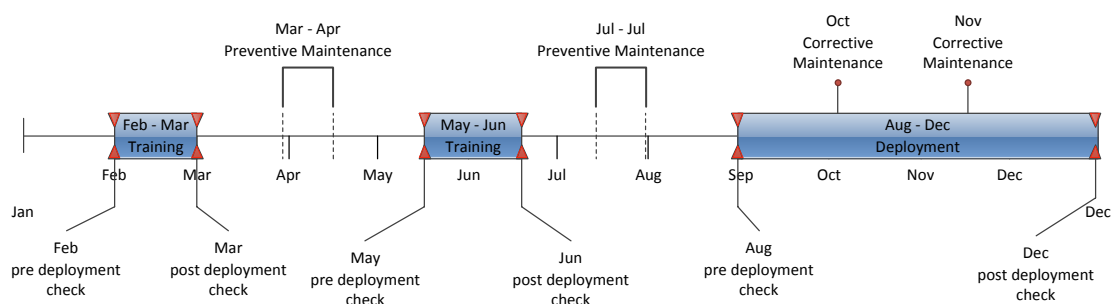 Mar - Apr
Preventive Maintenance
Jul - Jul
Preventive Maintenance
Oct
Corrective
Maintenance
Nov
Corrective
Maintenance
Feb - Mar
Training
May - Jun
Training
Aug - Dec
Deployment
Feb
Mar
Apr
May
Jun
Jul
Aug
Sep
Oct
Nov
Dec
Jan
Dec
Feb
pre deployment
check
Mar
post deployment
check
May
pre deployment
check
Jun
post deployment
check
Aug
pre deployment
check
Dec
post deployment
check